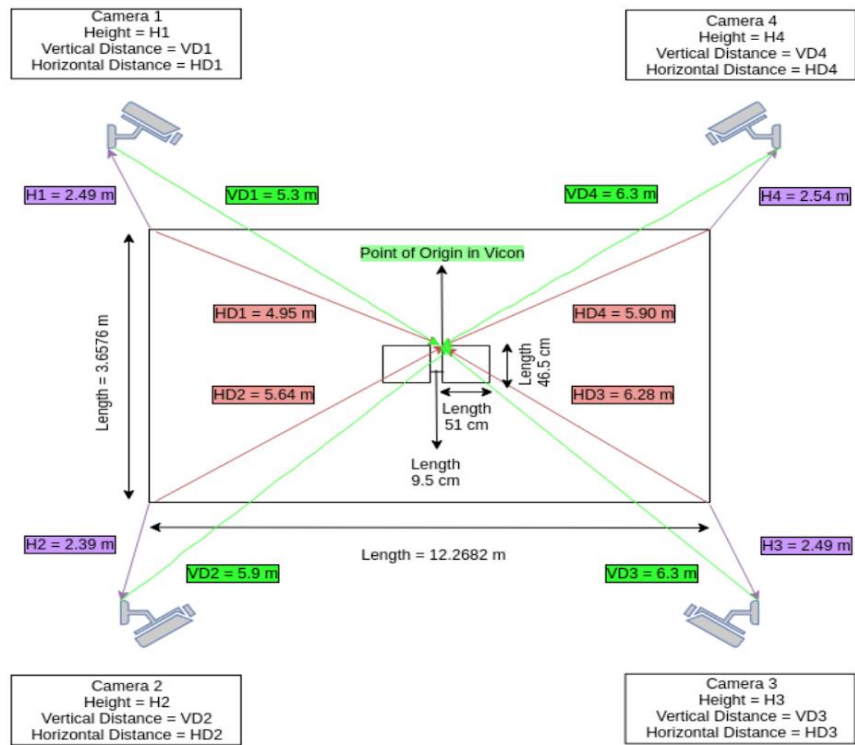 Camera 1
Height = H1
Vertical Distance = VD1
Horizontal Distance = HD1
Camera 4
Height = H4
Vertical Distance = VD4
Horizontal Distance = HD4
H1 = 2.49 m
VD1 = 5.3 m
VD4 = 6.3 m
H4 = 2.54 m
Point of Origin in Vicon
HD1 = 4.95 m
HD4 = 5.90 m
Length = 3.6576 m
Length
46.5 cm
HD2 = 5.64 m
HD3 = 6.28 m
Length
51 cm
Length
9.5 cm
H2 = 2.39 m
Length = 12.2682 m
H3 = 2.49 m
VD2 = 5.9 m
VD3 = 6.3 m
Camera 2
Height = H2
Vertical Distance = VD2
Horizontal Distance = HD2
Camera 3
Height = H3
Vertical Distance = VD3
Horizontal Distance = HD3